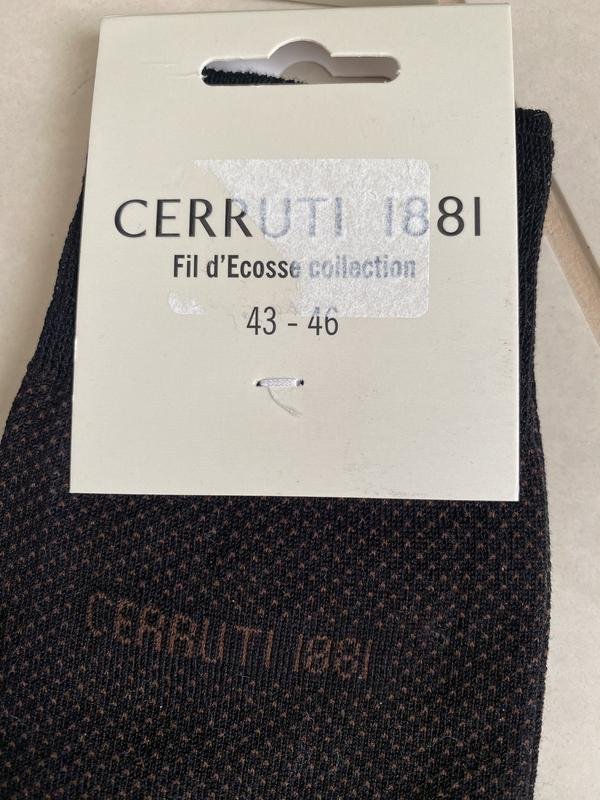 CERRUTI 1881
Fil d'Ecosse collection
43 - 46
CERRUTI 1881